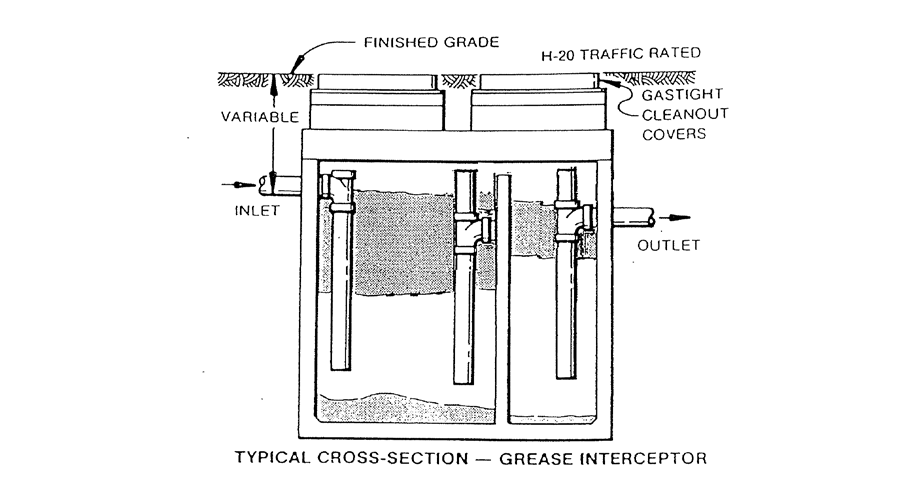 FINISHED GRADE
H-20 TRAFFIC RATED
GASTIGHT
CLEANOUT
COVERS
VARIABLE
INLET
OUTLET
TYPICAL CROSS-SECTION — GREASE INTERCEPTOR